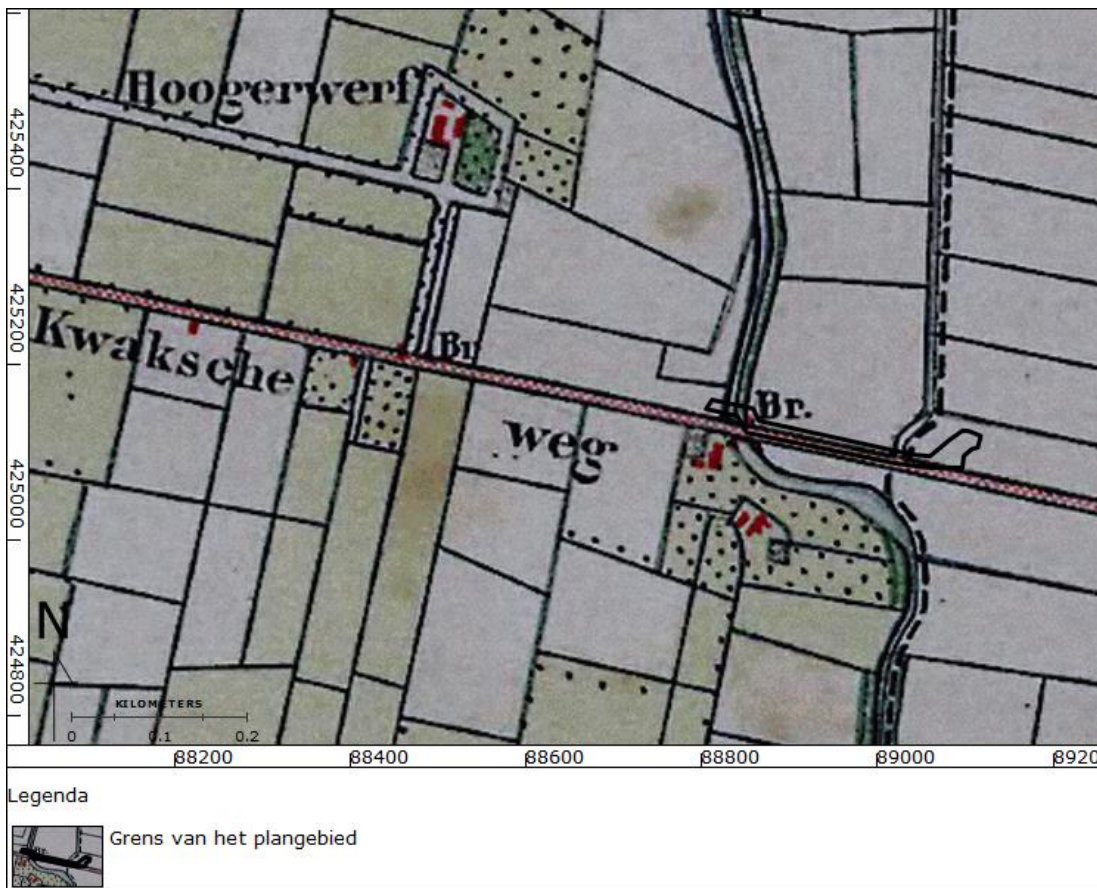 Hoogerwerf
Kwaksche
Br.
weg
Br.
425400
425200
425000
424800
N
KILOMETERS
0 0.1 0.2
88200 88400 88600 88800 89000 8920
Legenda
Grens van het plangebied